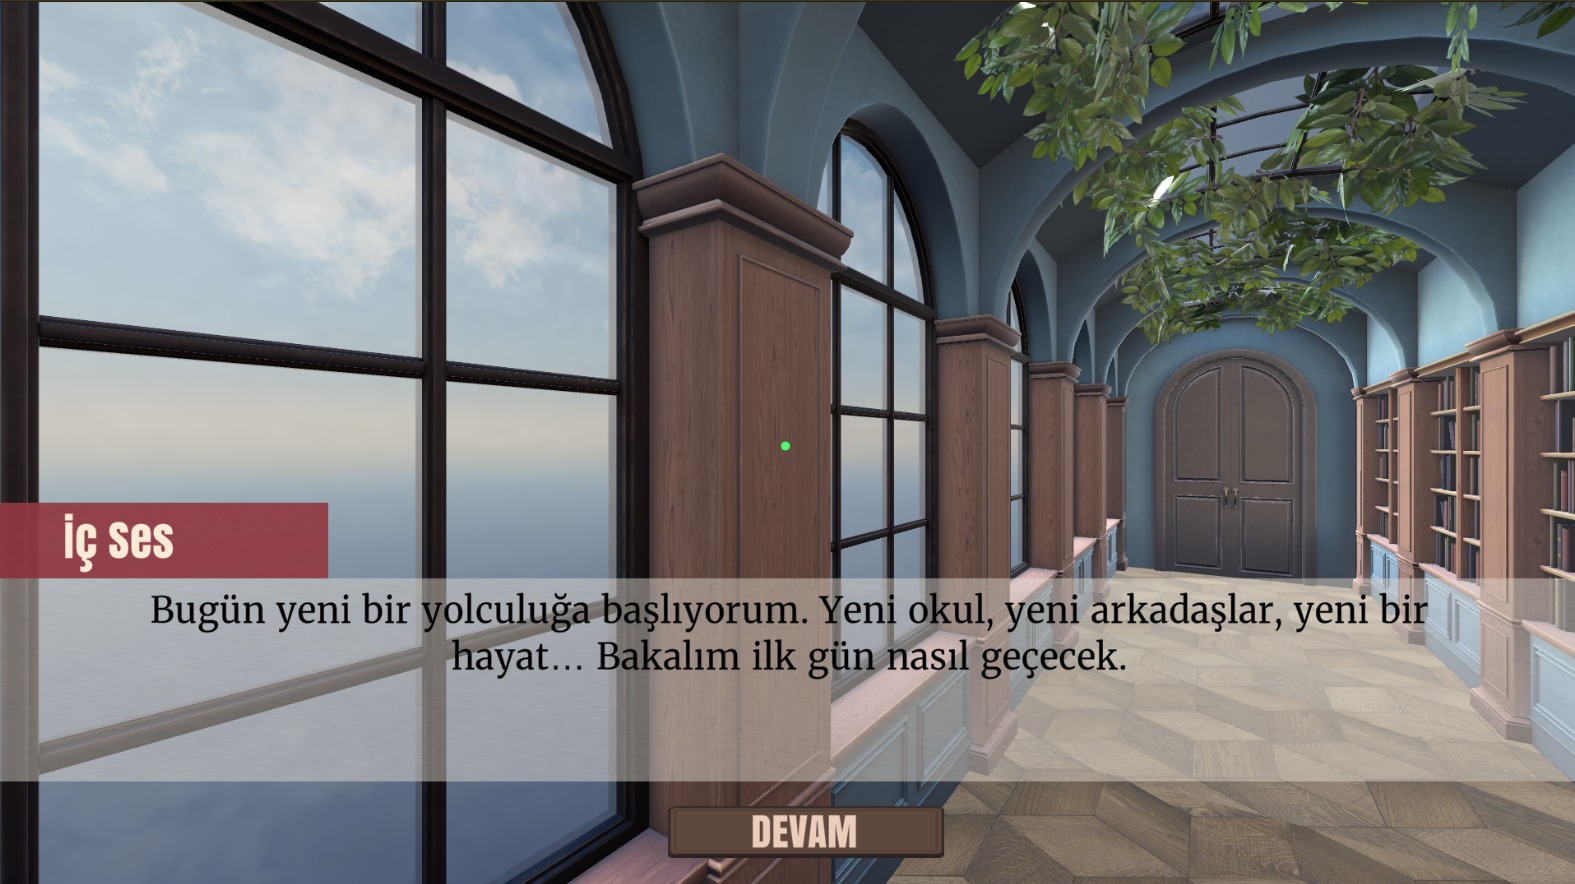 iç ses
Bugün yeni bir yolculuğa başlıyorum. Yeni okul, yeni arkadaşlar, yeni bir
hayat... Bakalım ilk gün nasıl geçecek.
DEVAM